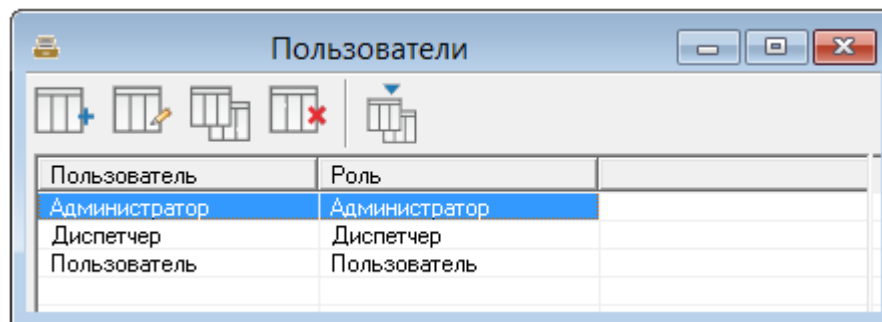 Пользователи
Пользователь Роль
Администратор Администратор
Диспетчер Диспетчер
Пользователь Пользователь